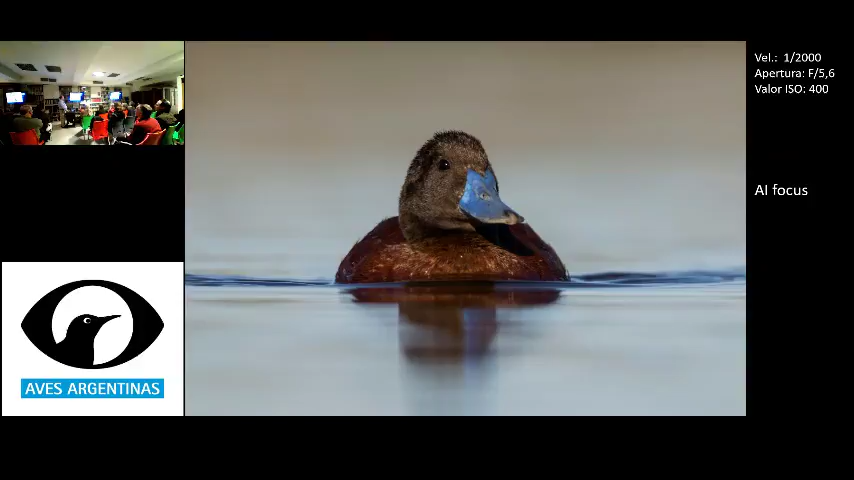 Vel.: 1/2000
Apertura: F/5,6
Valor ISO: 400
AI focus
AVES ARGENTINAS